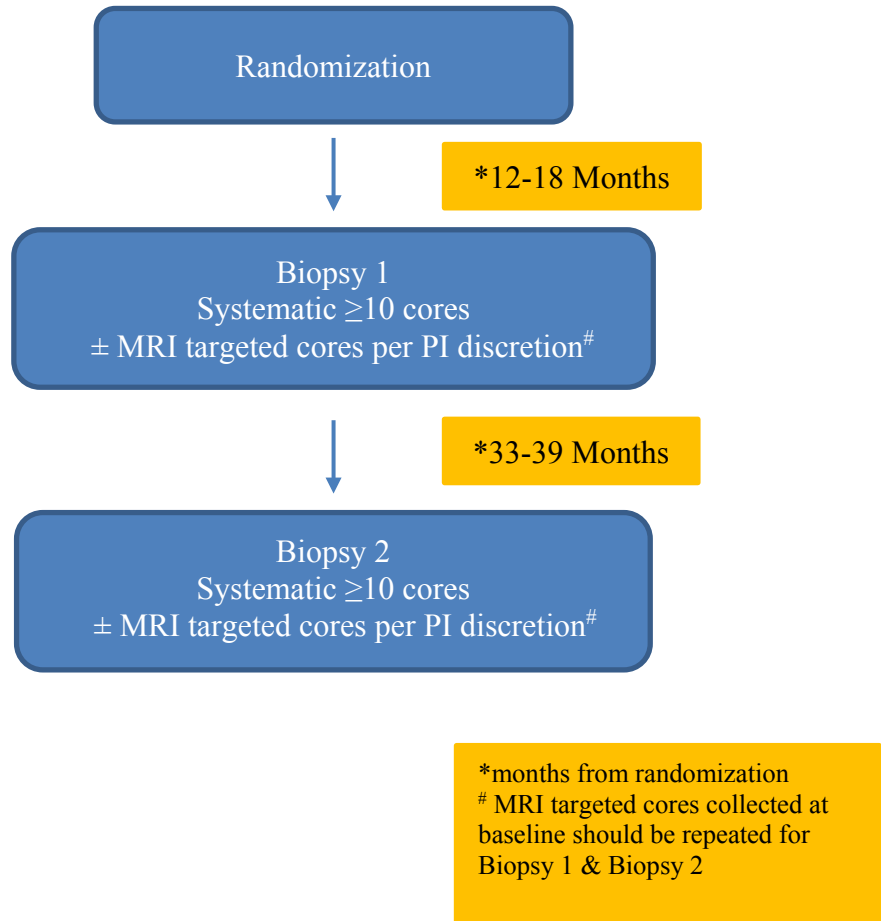 Randomization
*12-18 Months
Biopsy 1
Systematic ≥10 cores
± MRI targeted cores per PI discretion#
*33-39 Months
Biopsy 2
Systematic ≥10 cores
± MRI targeted cores per PI discretion#
*months from randomization
# MRI targeted cores collected at
baseline should be repeated for
Biopsy 1 & Biopsy 2